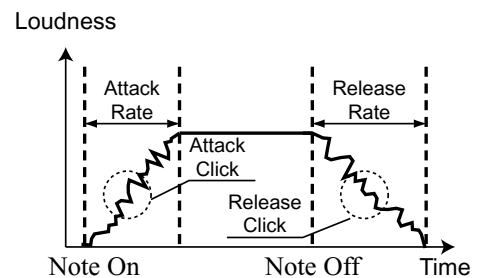 Loudness
Attack
Rate
Release
Rate
Attack
Click
Release
Click
Note On
Note Off
Time